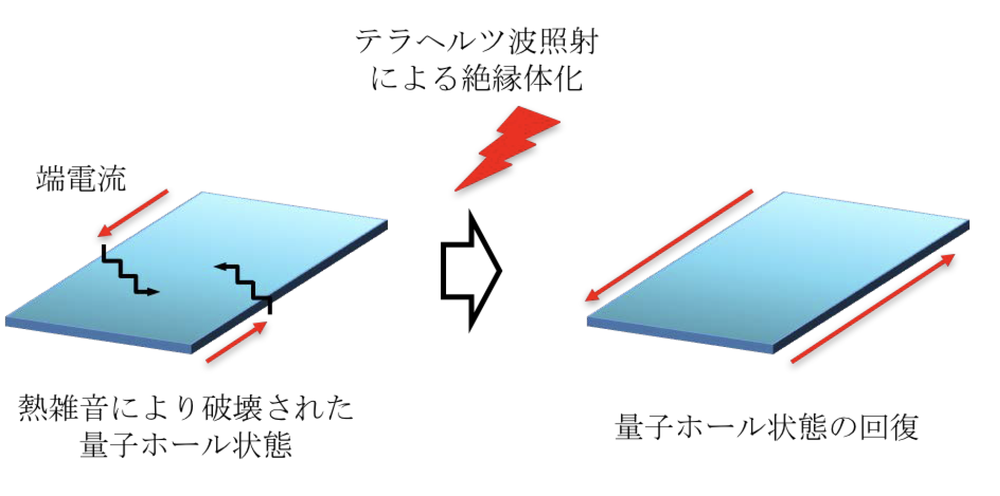 テラヘルツ波照射
による絶縁体化
端電流
熱雑音により破壊された
量子ホール状態
量子ホール状態の回復